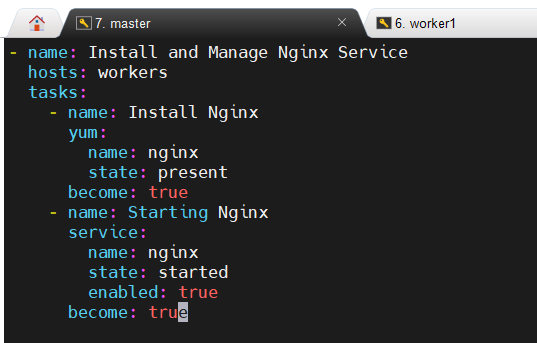 7. master
6. worker1
- name: Install and Manage Nginx Service
  hosts: workers
  tasks:
    - name: Install Nginx
      yum:
        name: nginx
        state: present
      become: true
    - name: Starting Nginx
      service:
        name: nginx
        state: started
        enabled: true
      become: true